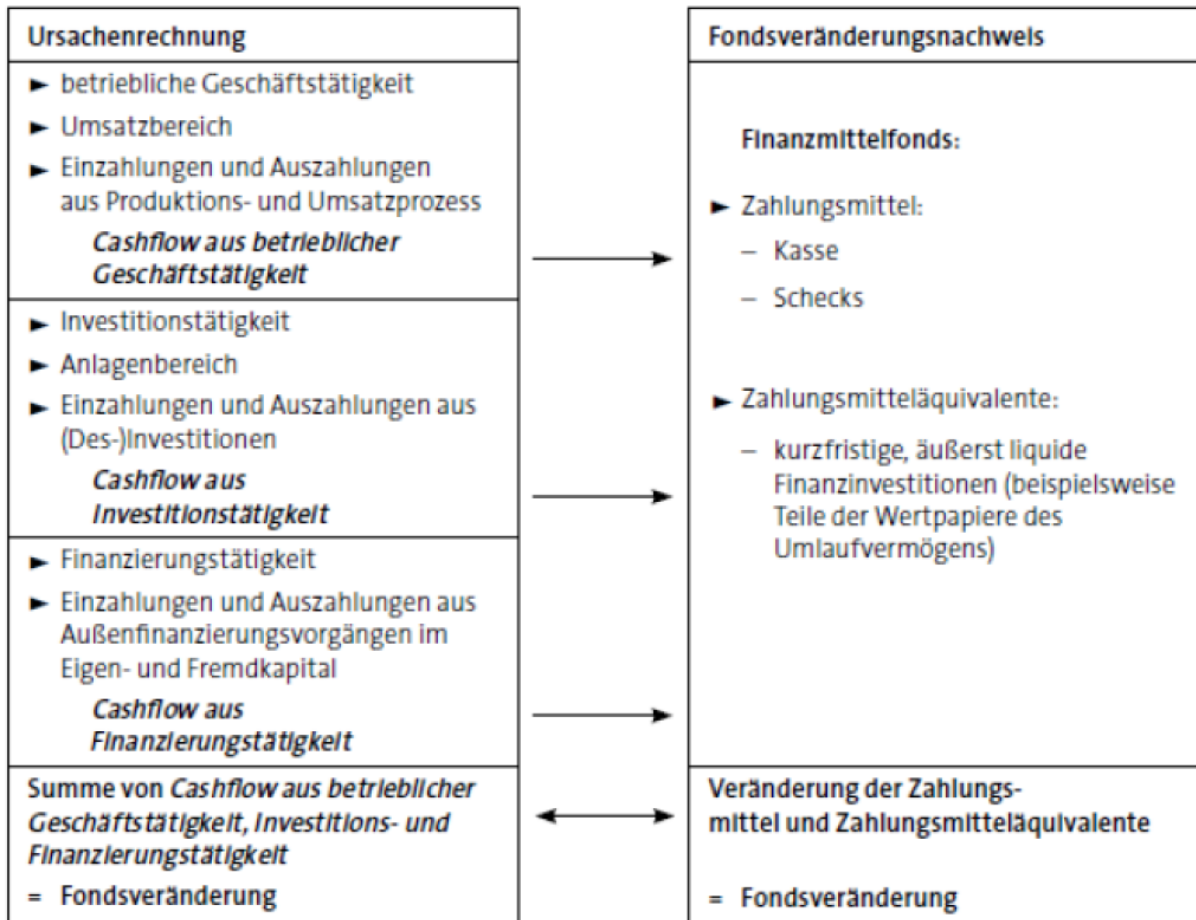 Ursachenrechnung
► betriebliche Geschäftstätigkeit
► Umsatzbereich
► Einzahlungen und Auszahlungen
aus Produktions- und Umsatzprozess
Cashflow aus betrieblicher
Geschäftstätigkeit
► Investitionstätigkeit
► Anlagenbereich
► Einzahlungen und Auszahlungen aus
(Des-)Investitionen
Cashflow aus
Investitionstätigkeit
► Finanzierungstätigkeit
► Einzahlungen und Auszahlungen aus
Außenfinanzierungsvorgängen im
Eigen- und Fremdkapital
Cashflow aus
Finanzierungstätigkeit
Summe von Cashflow aus betrieblicher
Geschäftstätigkeit, Investitions- und
Finanzierungstätigkeit
= Fondsveränderung
Fondsveränderungsnachweis
Finanzmittelfonds:
► Zahlungsmittel:
– Kasse
– Schecks
► Zahlungsmitteläquivalente:
– kurzfristige, äußerst liquide
Finanzinvestitionen (beispielsweise
Teile der Wertpapiere des
Umlaufvermögens)
Veränderung der Zahlungs-
mittel und Zahlungsmitteläquivalente
= Fondsveränderung